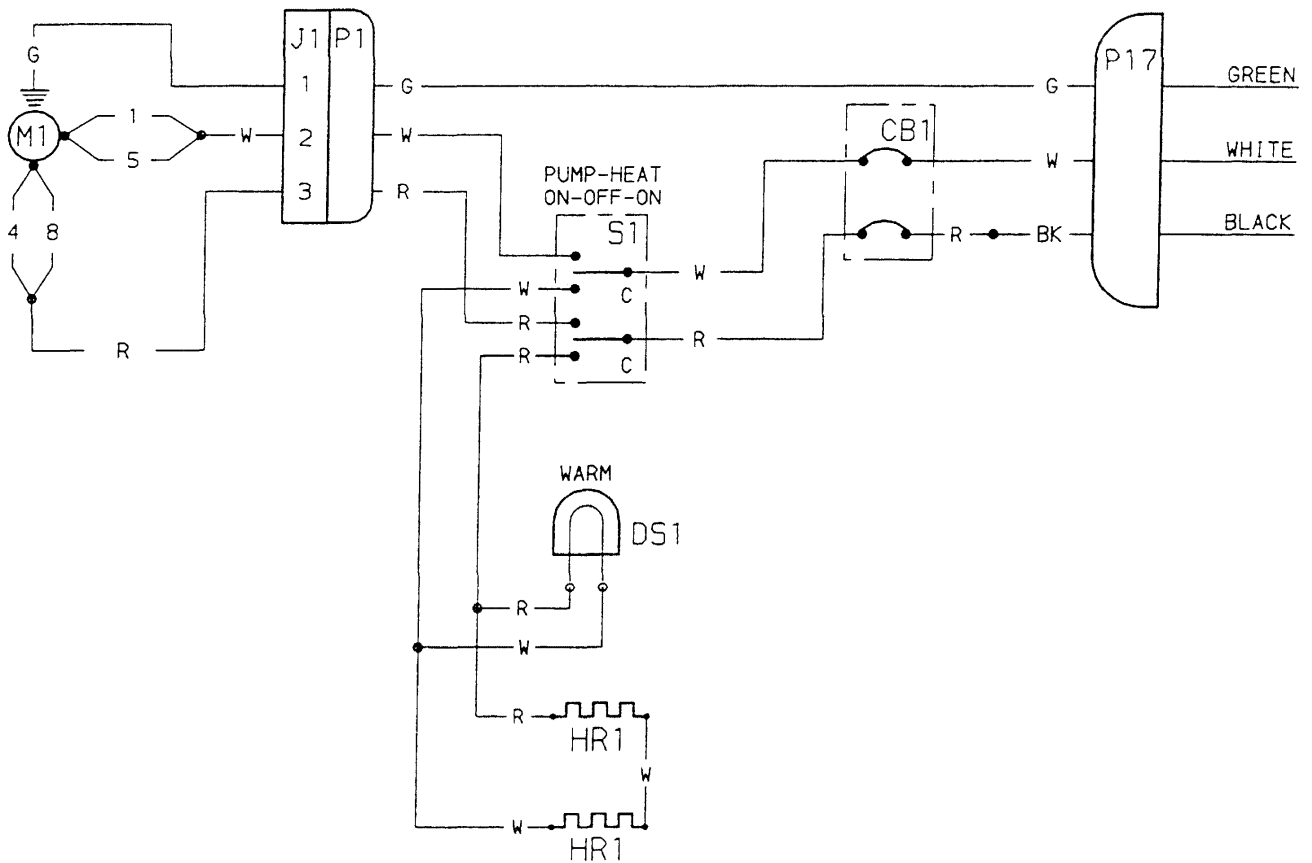 J1 P1
P17
G
1
G
G
GREEN
M1
1
5
W
2
W
CB1
W
WHITE
3
R
PUMP-HEAT
ON-OFF-ON
S1
4 8
R
BK
BLACK
W
C
W
R
R
C
R
R
WARM
DS1
R
W
R
HR1
W
W
HR1